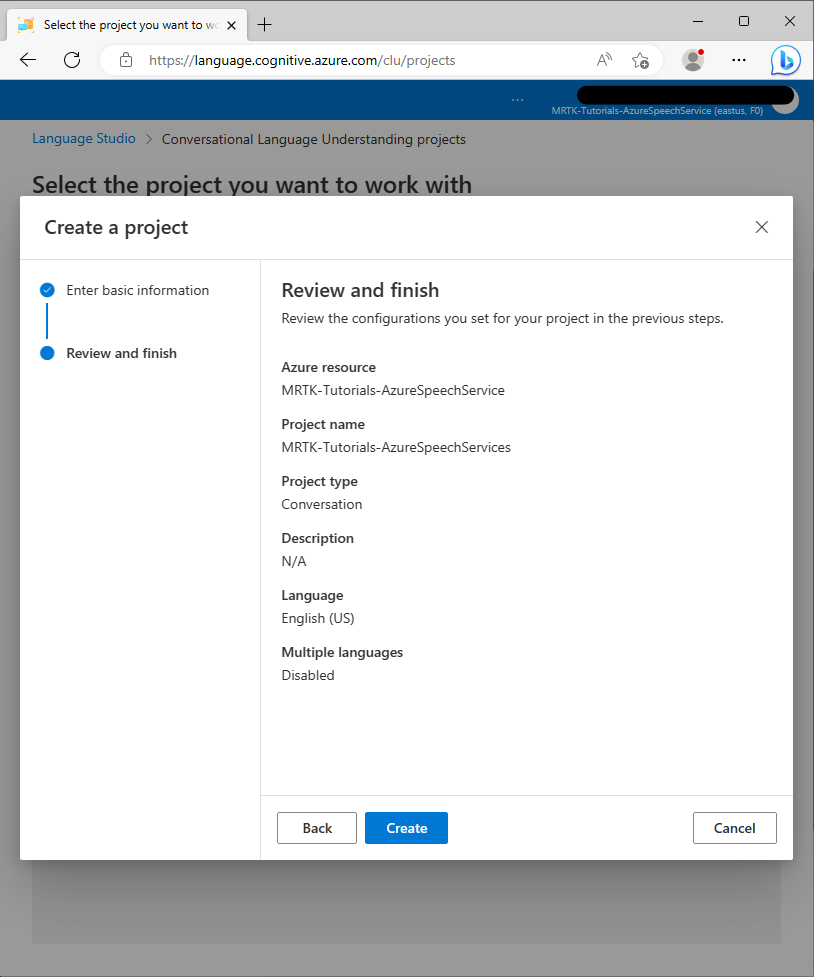 Select the project you want to wo
https://language.cognitive.azure.com/clu/projects
MRTK-Tutorials-AzureSpeechService (eastus, F0)
Language Studio > Conversational Language Understanding projects
Select the project you want to work with
Create a project
Enter basic information
Review and finish
Review and finish
Review the configurations you set for your project in the previous steps.
Azure resource
MRTK-Tutorials-AzureSpeechService
Project name
MRTK-Tutorials-AzureSpeechServices
Project type
Conversation
Description
N/A
Language
English (US)
Multiple languages
Disabled
Back
Create
Cancel